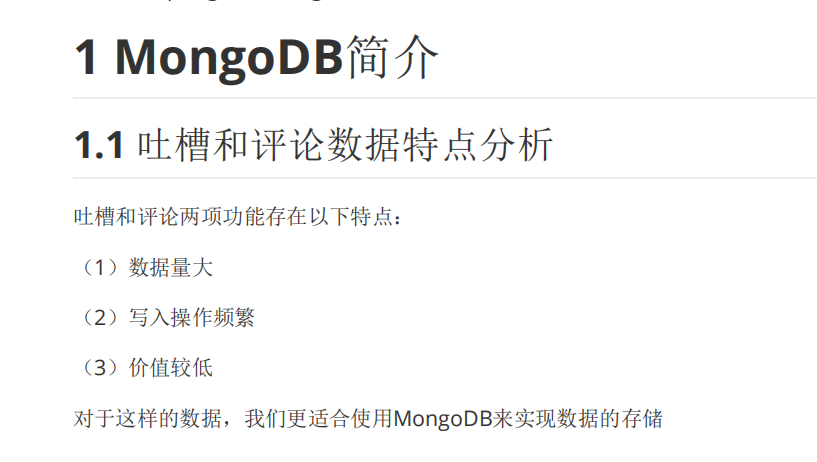 1 MongoDB简介
1.1 吐槽和评论数据特点分析
吐槽和评论两项功能存在以下特点：
（1）数据量大
（2）写入操作频繁
（3）价值较低
对于这样的数据，我们更适合使用MongoDB来实现数据的存储